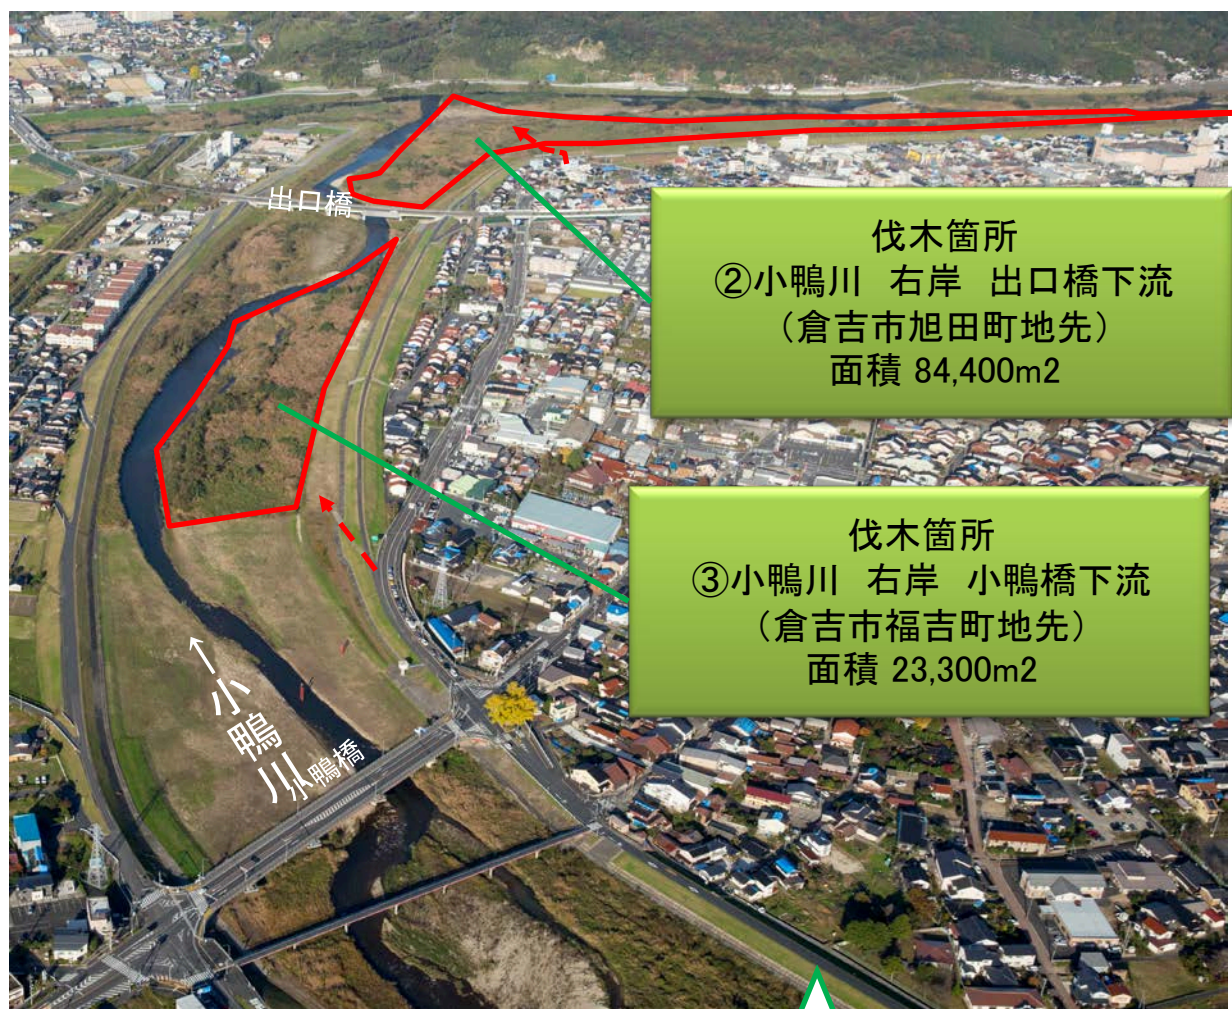 出口橋
伐木箇所
②小鴨川　右岸　出口橋下流
（倉吉市旭田町地先）
面積 84,400m2
伐木箇所
③小鴨川　右岸　小鴨橋下流
（倉吉市福吉町地先）
面積 23,300m2
←小鴨川
小鴨橋